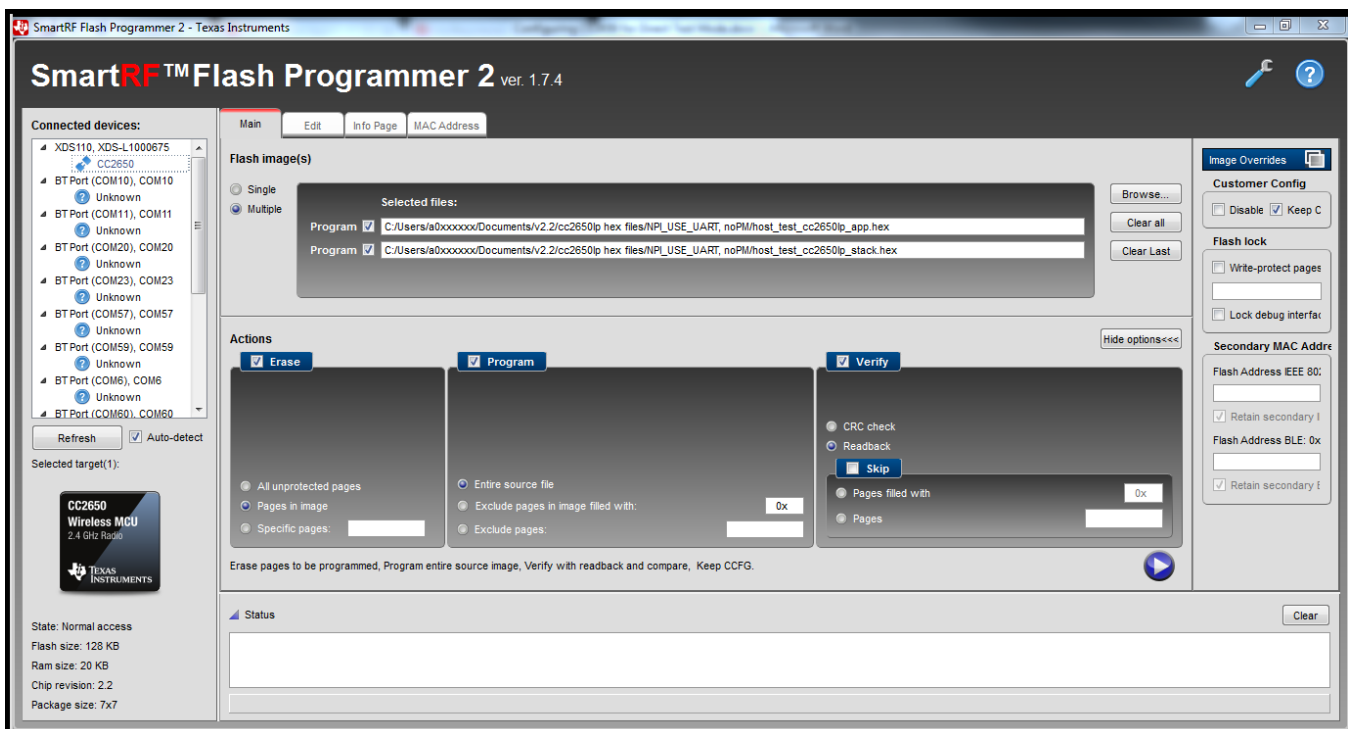 SmartRF Flash Programmer 2 - Texas Instruments
SmartRF™Flash Programmer 2 ver. 1.7.4
Connected devices:
XDS110, XDS-L1000675
CC2650
BT Port (COM10), COM10
Unknown
BT Port (COM11), COM11
Unknown
BT Port (COM20), COM20
Unknown
BT Port (COM23), COM23
Unknown
BT Port (COM57), COM57
Unknown
BT Port (COM59), COM59
Unknown
BT Port (COM6), COM6
Unknown
BT Port (COM60), COM60
Refresh
Auto-detect
Selected target(1):
CC2650
Wireless MCU
2.4 GHz Radio
TEXAS
INSTRUMENTS
State: Normal access
Flash size: 128 KB
Ram size: 20 KB
Chip revision: 2.2
Package size: 7x7
Main Edit Info Page MAC Address
Flash image(s)
Single
Multiple
Selected files:
Program C:/Users/a0xxxxxx/Documents/v2.2/cc2650lp hex files/NPI_USE_UART, noPM/host_test_cc2650lp_app.hex
Program C:/Users/a0xxxxxx/Documents/v2.2/cc2650lp hex files/NPI_USE_UART, noPM/host_test_cc2650lp_stack.hex
Browse...
Clear all
Clear Last
Actions
Hide options<<<
Erase
All unprotected pages
Pages in image
Specific pages:
Program
Entire source file
Exclude pages in image filled with: 0x
Exclude pages:
Verify
CRC check
Readback
Skip
Pages filled with 0x
Pages
Erase pages to be programmed, Program entire source image, Verify with readback and compare, Keep CCFG.
Status
Clear
Image Overrides
Customer Config
Disable Keep C
Flash lock
Write-protect pages
Lock debug interfac
Secondary MAC Addre
Flash Address IEEE 80:
Retain secondary I
Flash Address BLE: 0x
Retain secondary E